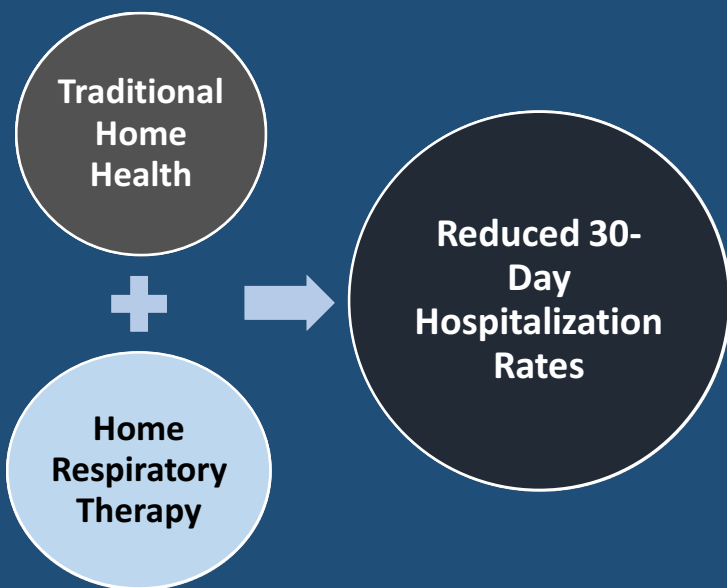 Traditional
Home
Health
Home
Respiratory
Therapy
Reduced 30-
Day
Hospitalization
Rates